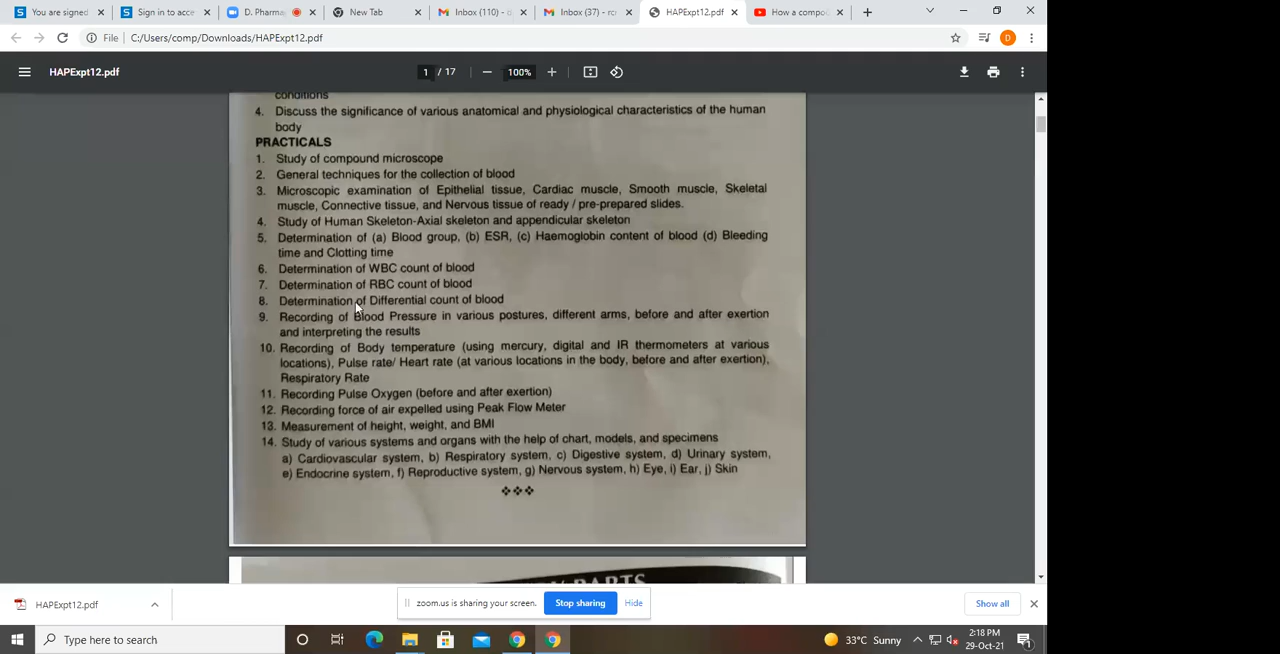 You are signed
Sign in to acce
D. Pharma
New Tab
Inbox (110) - d
Inbox (37) - rcr
HAPExpt12.pdf
How a compou
File
C:/Users/comp/Downloads/HAPExpt12.pdf
D
HAPExpt12.pdf
1 / 17
100%
conditions
4. Discuss the significance of various anatomical and physiological characteristics of the human
body
PRACTICALS
1. Study of compound microscope
2. General techniques for the collection of blood
3. Microscopic examination of Epithelial tissue, Cardiac muscle, Smooth muscle, Skeletal
muscle, Connective tissue, and Nervous tissue of ready / pre-prepared slides.
4. Study of Human Skeleton-Axial skeleton and appendicular skeleton
5. Determination of (a) Blood group, (b) ESR, (c) Haemoglobin content of blood (d) Bleeding
time and Clotting time
6. Determination of WBC count of blood
7. Determination of RBC count of blood
8. Determination of Differential count of blood
9. Recording of Blood Pressure in various postures, different arms, before and after exertion
and interpreting the results
10. Recording of Body temperature (using mercury, digital and IR thermometers at various
locations), Pulse rate/ Heart rate (at various locations in the body, before and after exertion),
Respiratory Rate
11. Recording Pulse Oxygen (before and after exertion)
12. Recording force of air expelled using Peak Flow Meter
13. Measurement of height, weight, and BMI
14. Study of various systems and organs with the help of chart, models, and specimens
a) Cardiovascular system, b) Respiratory system, c) Digestive system, d) Urinary system,
e) Endocrine system, f) Reproductive system, g) Nervous system, h) Eye, i) Ear, j) Skin
PARTS
HAPExpt12.pdf
zoom.us is sharing your screen.
Stop sharing
Hide
Show all
Type here to search
33°C Sunny
2:18 PM
29-Oct-21
1